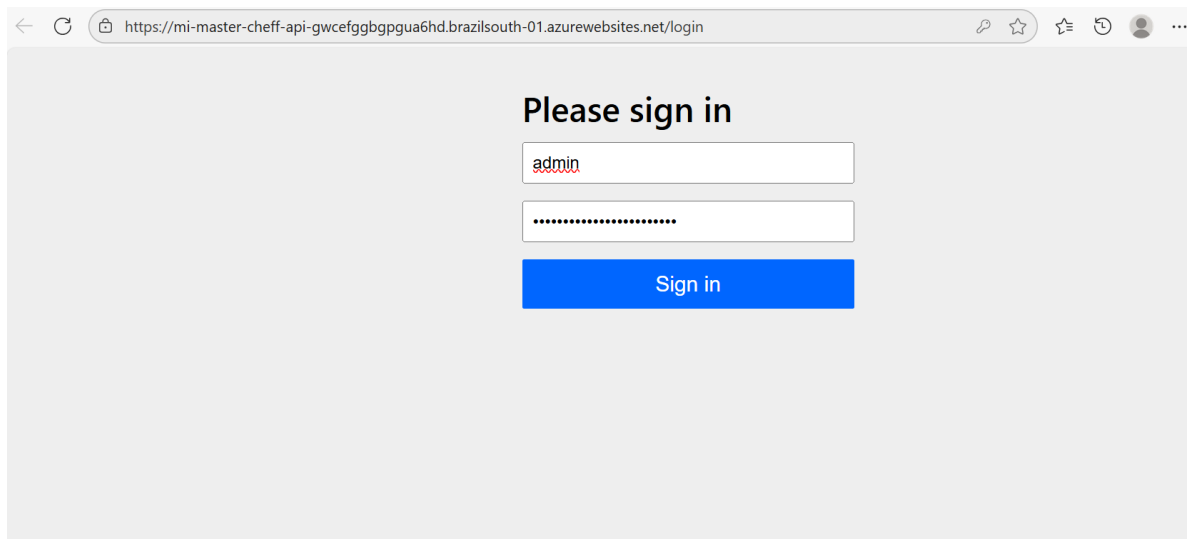 https://mi-master-cheff-api-gwcefggbgpgua6hd.brazilsouth-01.azurewebsites.net/login
Please sign in
admin
••••••••••••••••••••••••
Sign in